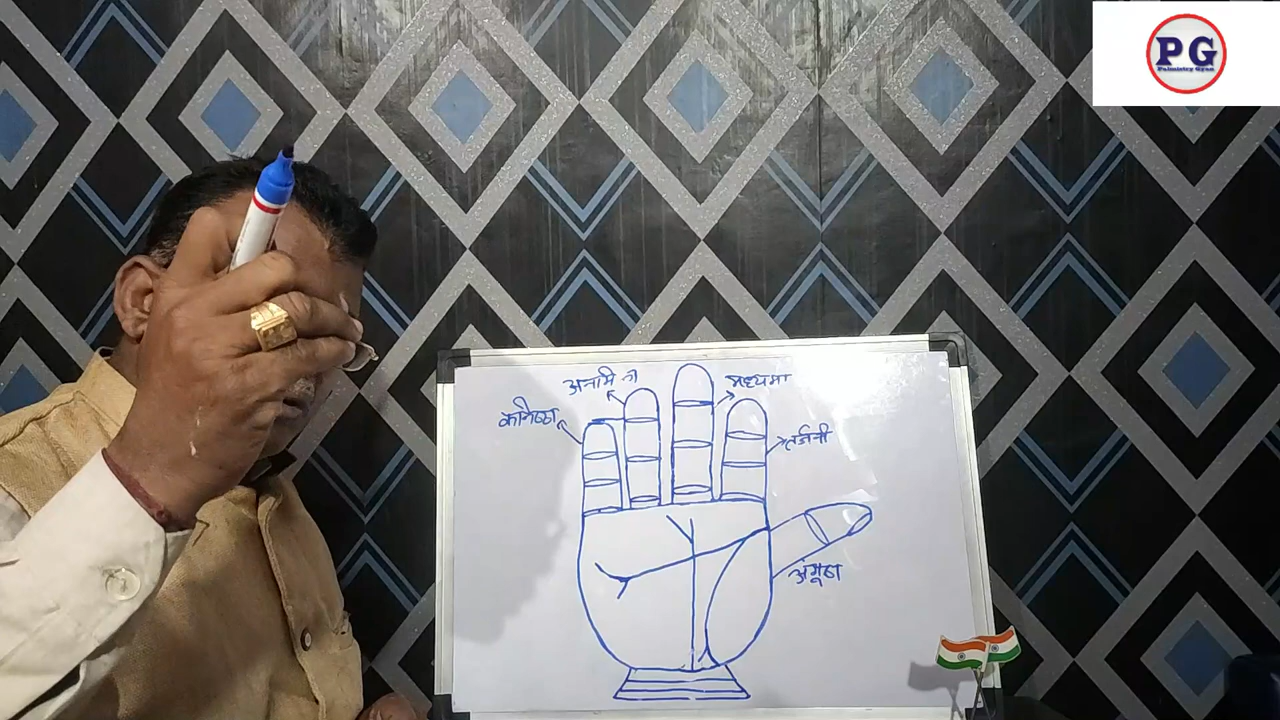 PG
Palmistry Gyan
अनामिका
मध्यमा
कनिष्ठा
तर्जनी
अंगूठा